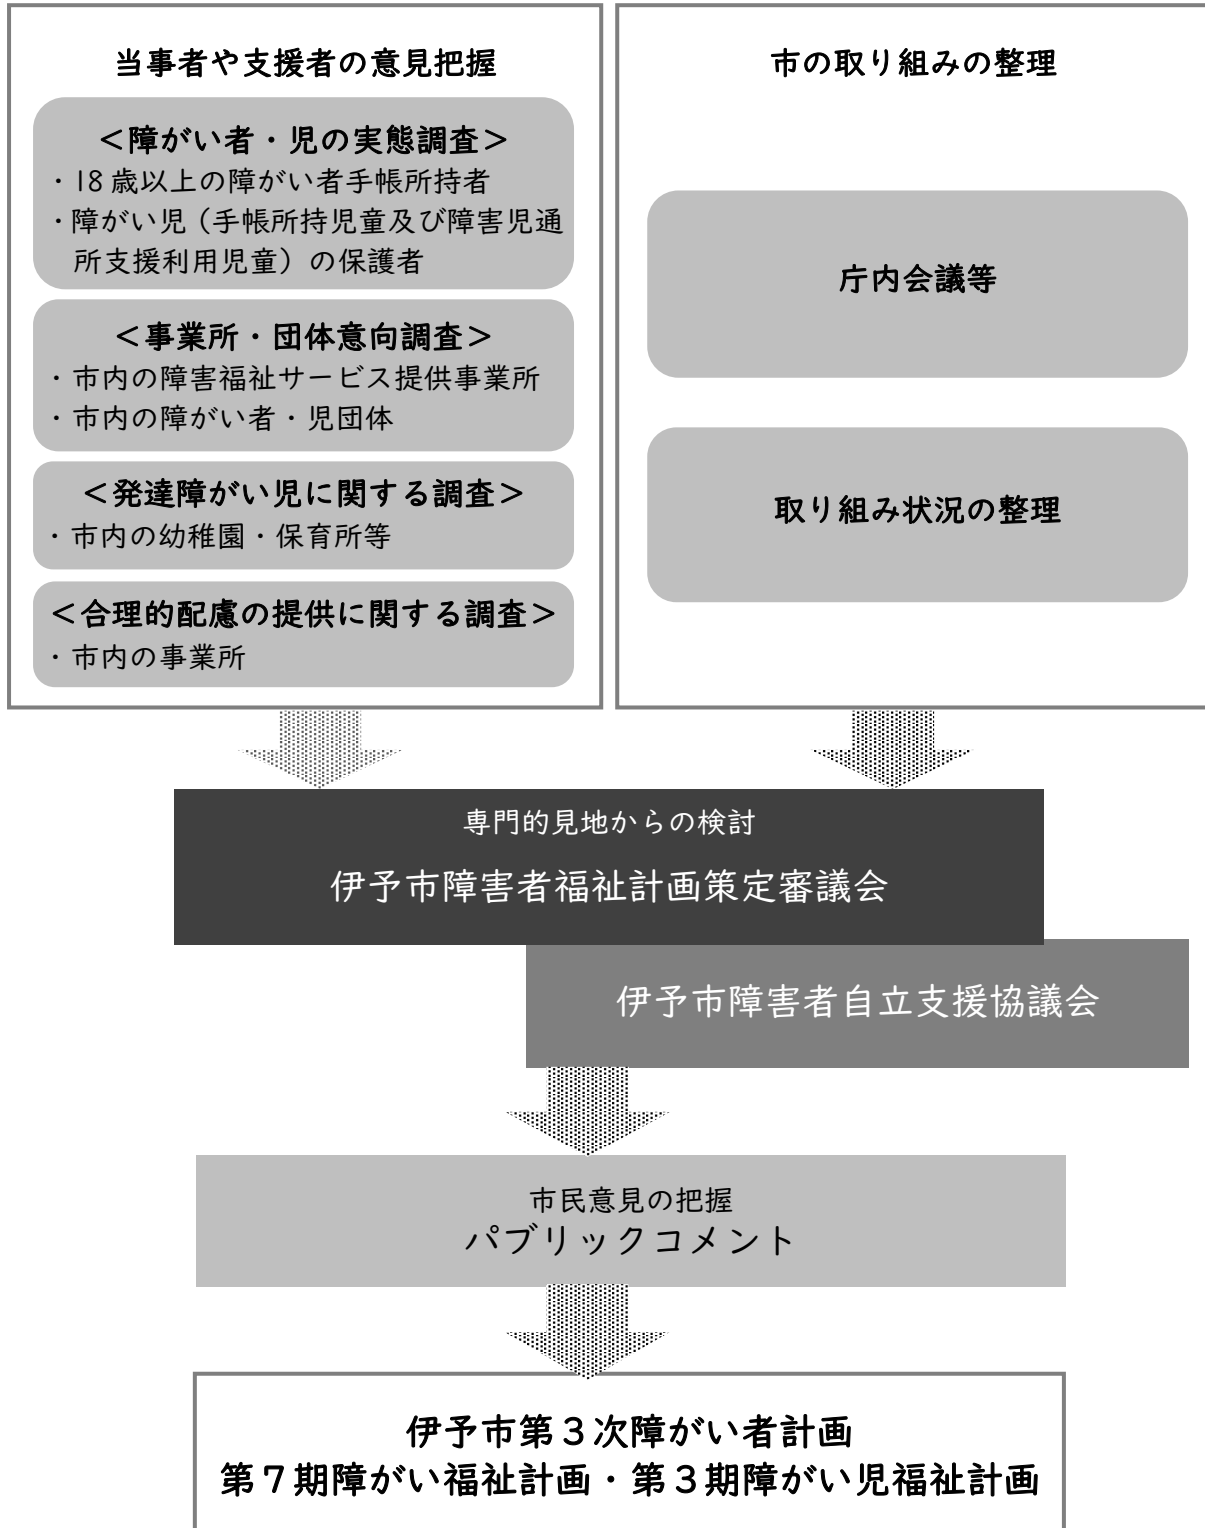 当事者や支援者の意見把握
＜障がい者・児の実態調査＞
・18歳以上の障がい者手帳所持者
・障がい児（手帳所持児童及び障害児通
所支援利用児童）の保護者
＜事業所・団体意向調査＞
・市内の障害福祉サービス提供事業所
・市内の障がい者・児団体
＜発達障がい児に関する調査＞
・市内の幼稚園・保育所等
＜合理的配慮の提供に関する調査＞
・市内の事業所
市の取り組みの整理
庁内会議等
取り組み状況の整理
専門的見地からの検討
伊予市障害者福祉計画策定審議会
伊予市障害者自立支援協議会
市民意見の把握
パブリックコメント
伊予市第３次障がい者計画
第７期障がい福祉計画・第３期障がい児福祉計画